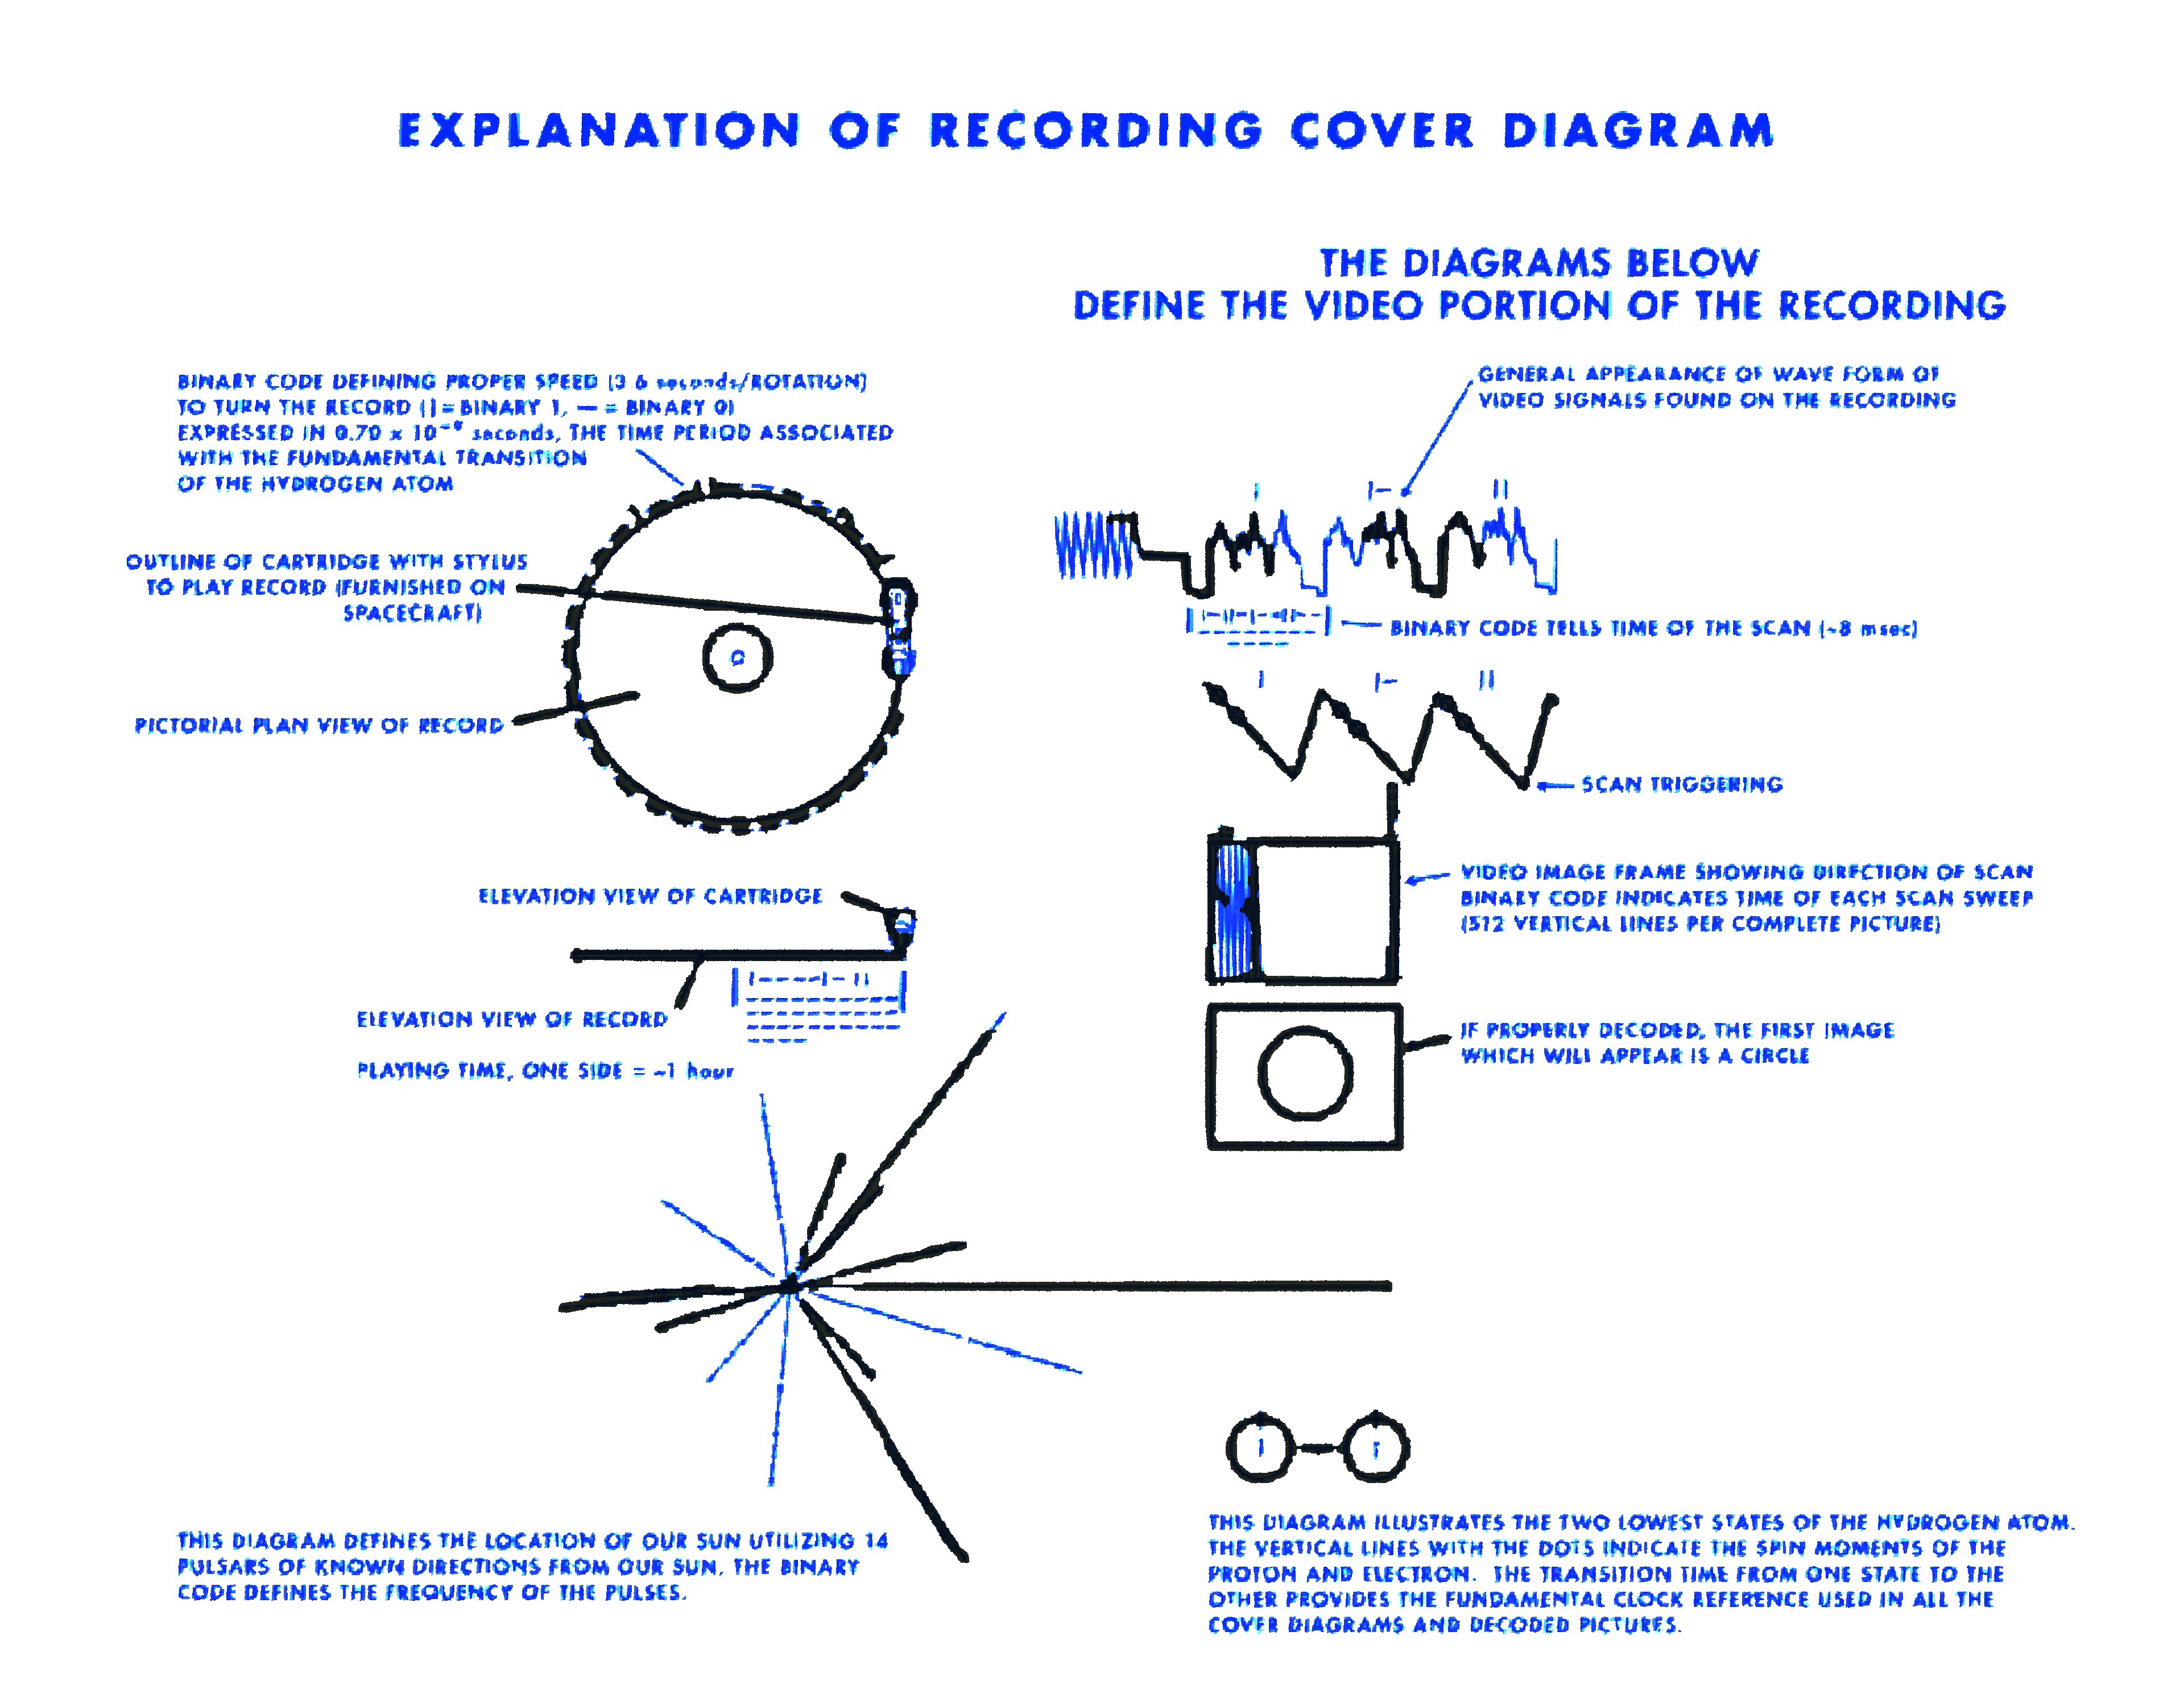 EXPLANATION OF RECORDING COVER DIAGRAM
THE DIAGRAMS BELOW
DEFINE THE VIDEO PORTION OF THE RECORDING
BINARY CODE DEFINING PROPER SPEED (3.6 seconds/ROTATION)
TO TURN THE RECORD (|= BINARY 1, — = BINARY 0)
EXPRESSED IN 0.70 x 10⁻⁹ seconds, THE TIME PERIOD ASSOCIATED
WITH THE FUNDAMENTAL TRANSITION
OF THE HYDROGEN ATOM
OUTLINE OF CARTRIDGE WITH STYLUS
TO PLAY RECORD (FURNISHED ON
SPACECRAFT)
PICTORIAL PLAN VIEW OF RECORD
ELEVATION VIEW OF CARTRIDGE
ELEVATION VIEW OF RECORD
PLAYING TIME, ONE SIDE = ~1 hour
THIS DIAGRAM DEFINES THE LOCATION OF OUR SUN UTILIZING 14
PULSARS OF KNOWN DIRECTIONS FROM OUR SUN. THE BINARY
CODE DEFINES THE FREQUENCY OF THE PULSES.
GENERAL APPEARANCE OF WAVE FORM OF
VIDEO SIGNALS FOUND ON THE RECORDING
BINARY CODE TELLS TIME OF THE SCAN (~8 msec)
SCAN TRIGGERING
VIDEO IMAGE FRAME SHOWING DIRECTION OF SCAN
BINARY CODE INDICATES TIME OF EACH SCAN SWEEP
(512 VERTICAL LINES PER COMPLETE PICTURE)
IF PROPERLY DECODED, THE FIRST IMAGE
WHICH WILL APPEAR IS A CIRCLE
THIS DIAGRAM ILLUSTRATES THE TWO LOWEST STATES OF THE HYDROGEN ATOM.
THE VERTICAL LINES WITH THE DOTS INDICATE THE SPIN MOMENTS OF THE
PROTON AND ELECTRON. THE TRANSITION TIME FROM ONE STATE TO THE
OTHER PROVIDES THE FUNDAMENTAL CLOCK REFERENCE USED IN ALL THE
COVER DIAGRAMS AND DECODED PICTURES.